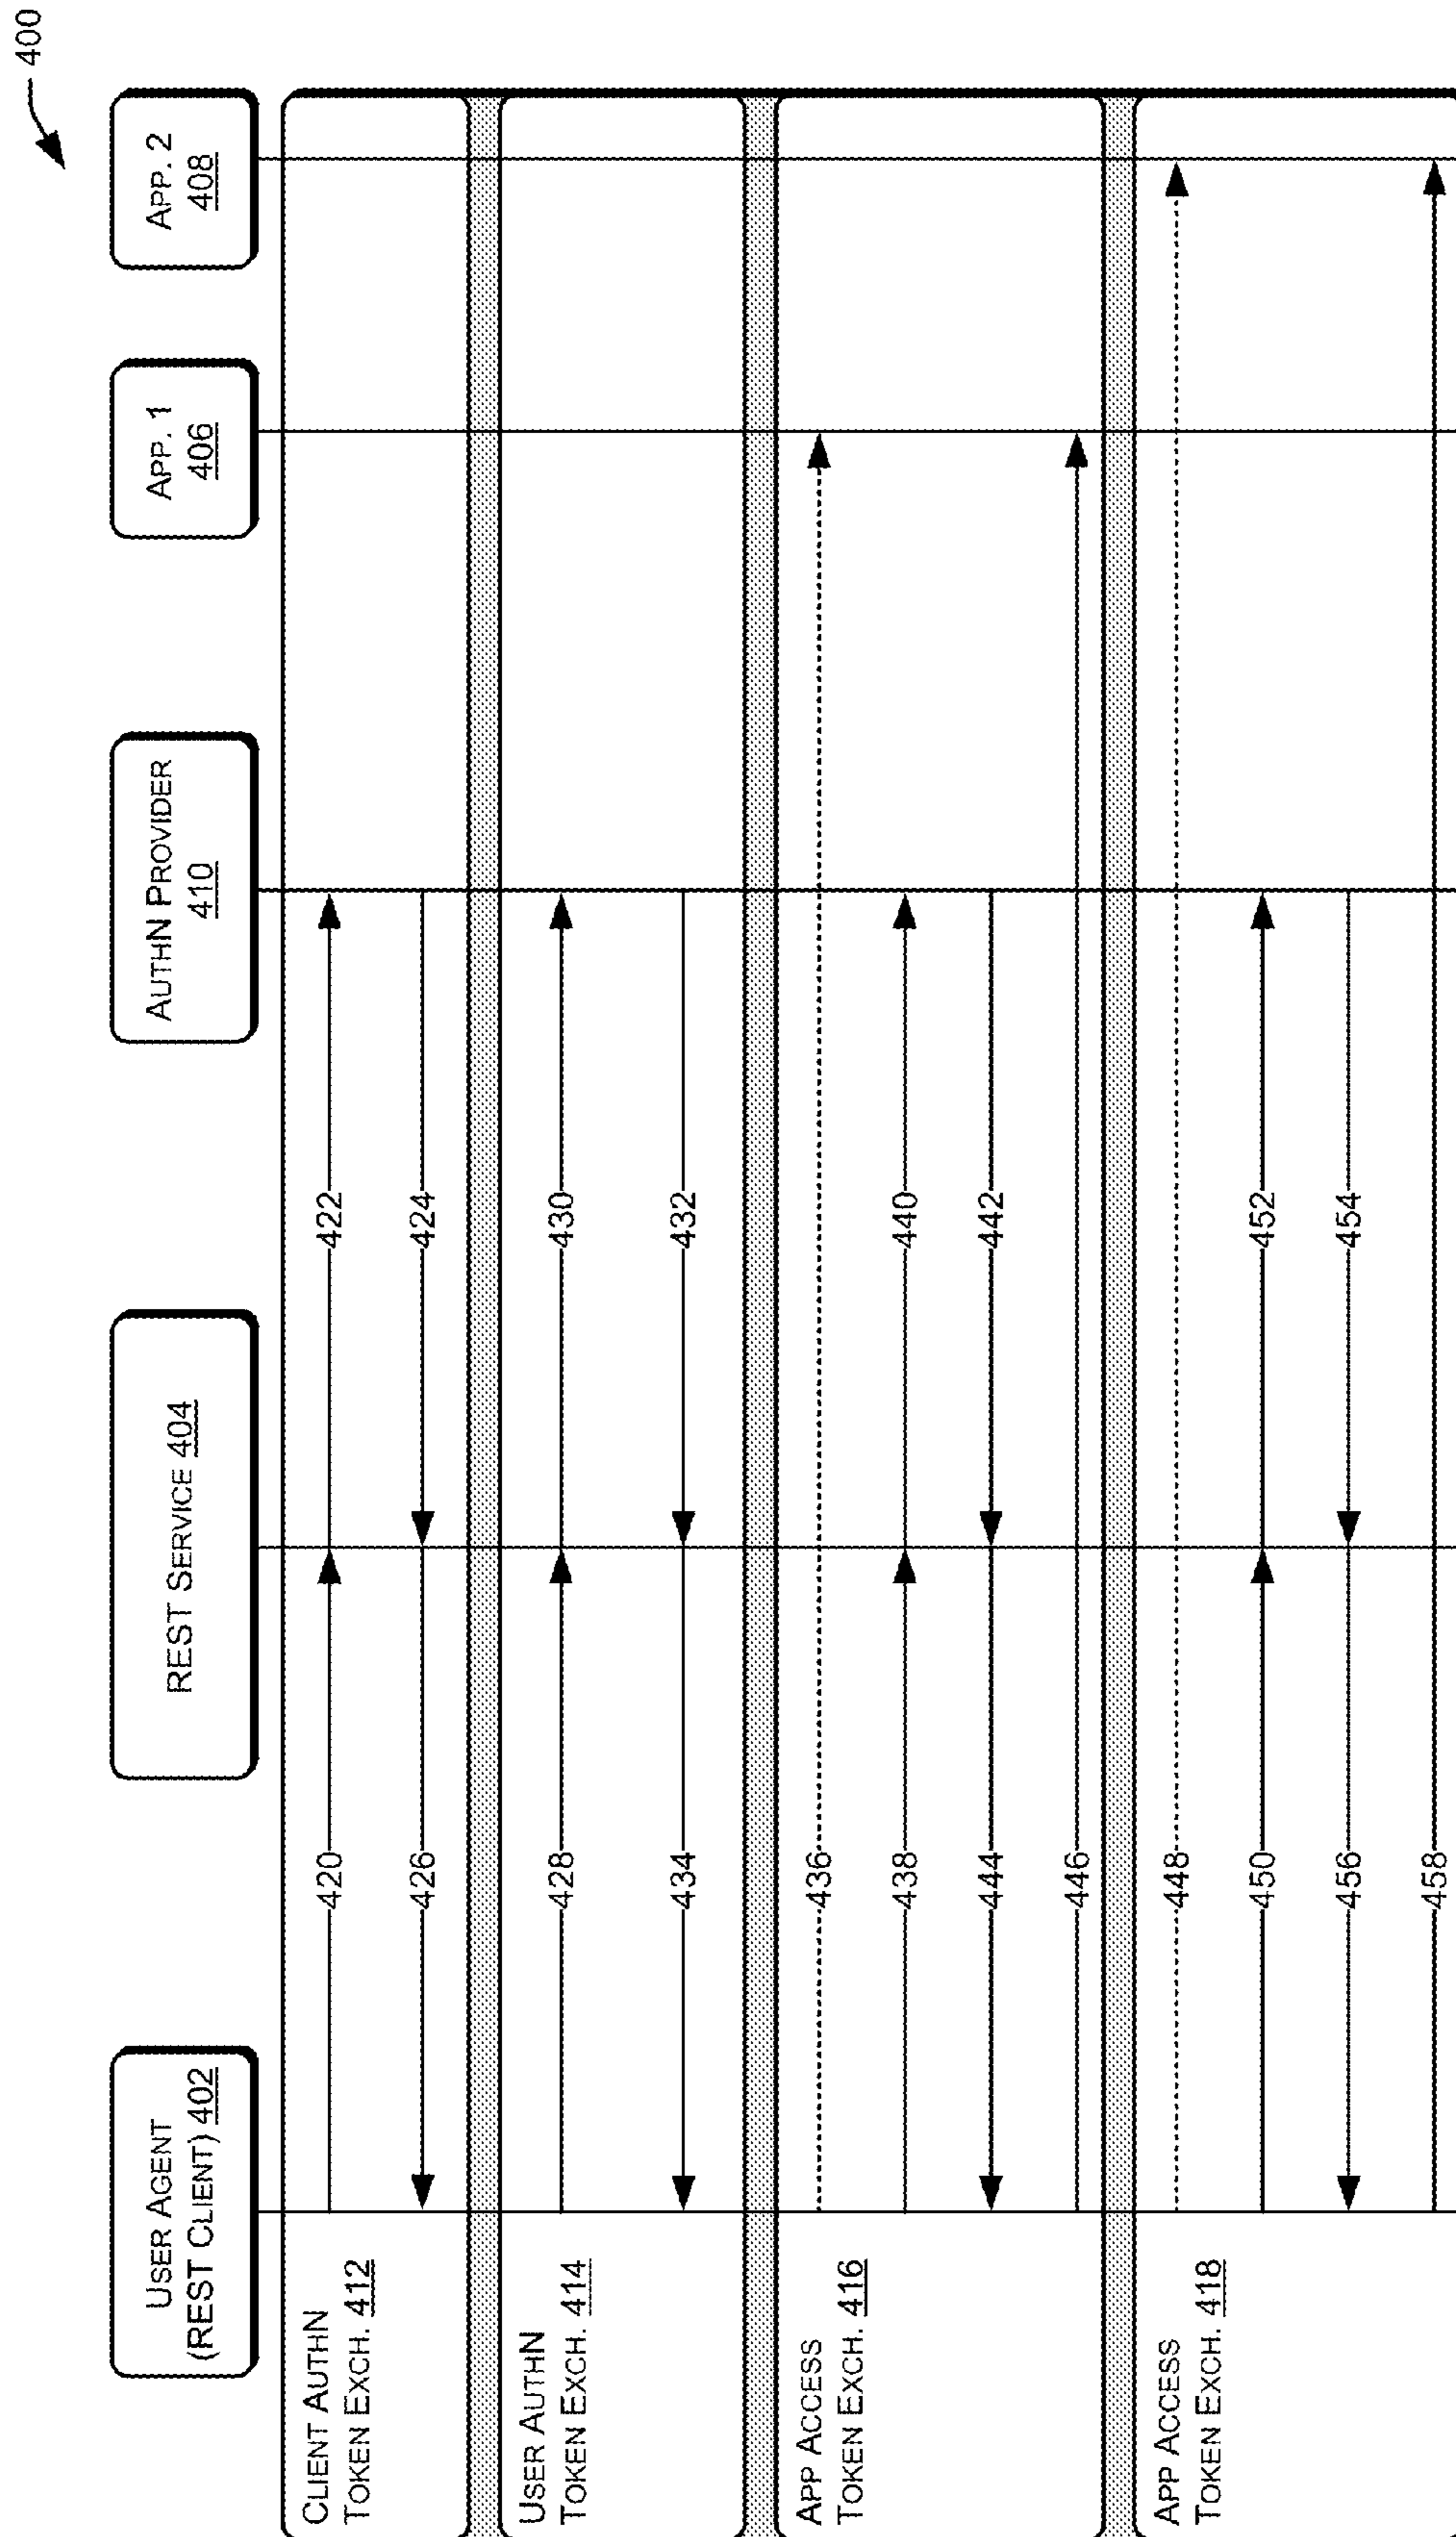 400
USER AGENT
(REST CLIENT) 402
REST SERVICE 404
AUTHN PROVIDER
410
APP. 1
406
APP. 2
408
CLIENT AUTHN
TOKEN EXCH. 412
420
422
426
424
USER AUTHN
TOKEN EXCH. 414
428
430
434
432
APP ACCESS
TOKEN EXCH. 416
436
438
440
444
442
446
APP ACCESS
TOKEN EXCH. 418
448
450
452
456
454
458